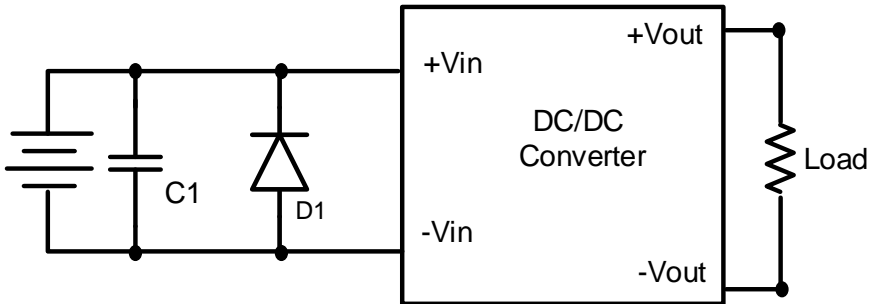 +Vout
+Vin
DC/DC
Converter
C1
D1
Load
-Vin
-Vout